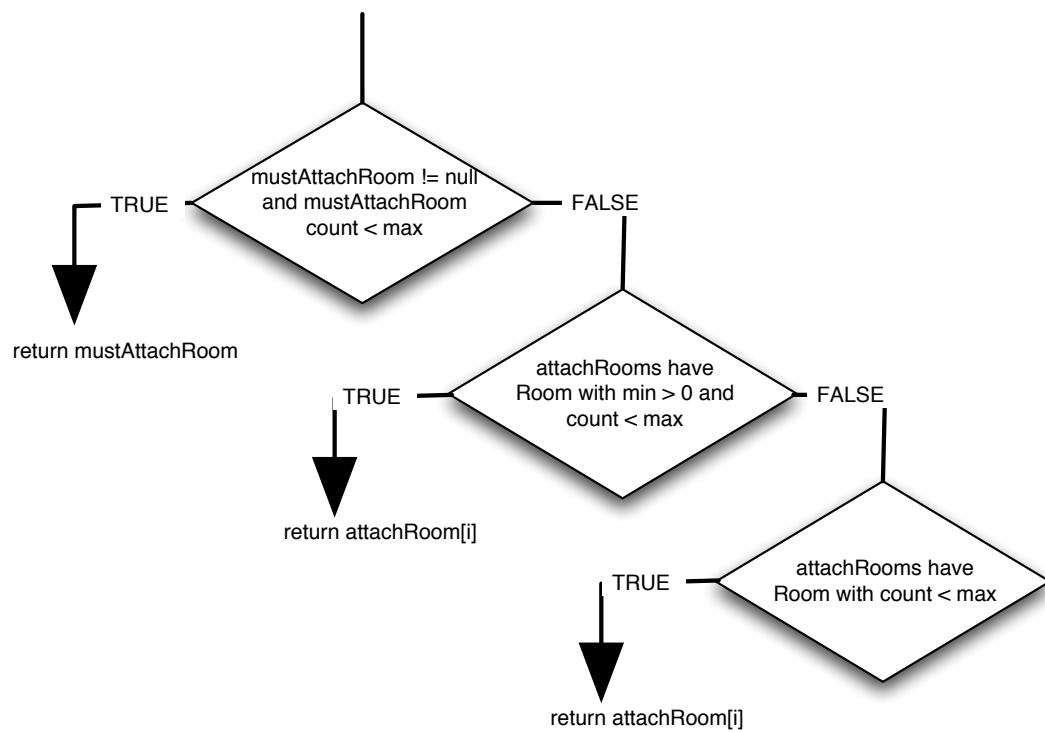 mustAttachRoom != null
and mustAttachRoom
count < max
TRUE
FALSE
return mustAttachRoom
attachRooms have
Room with min > 0 and
count < max
TRUE
FALSE
return attachRoom[i]
attachRooms have
Room with count < max
TRUE
return attachRoom[i]